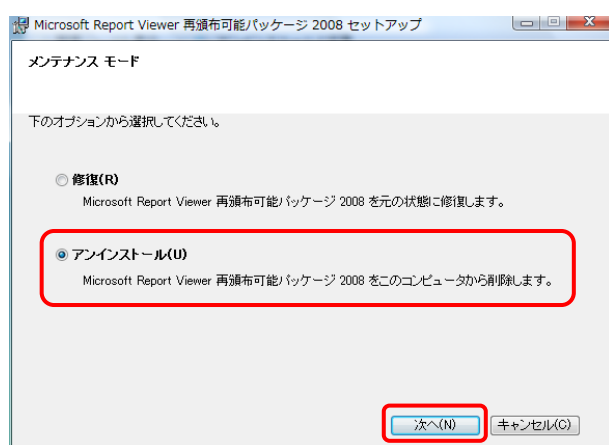 Microsoft Report Viewer 再頒布可能パッケージ 2008 セットアップ
メンテナンス モード
下のオプションから選択してください。
修復(R)
Microsoft Report Viewer 再頒布可能パッケージ 2008 を元の状態に修復します。
アンインストール(U)
Microsoft Report Viewer 再頒布可能パッケージ 2008 をこのコンピュータから削除します。
次へ(N)
キャンセル(C)